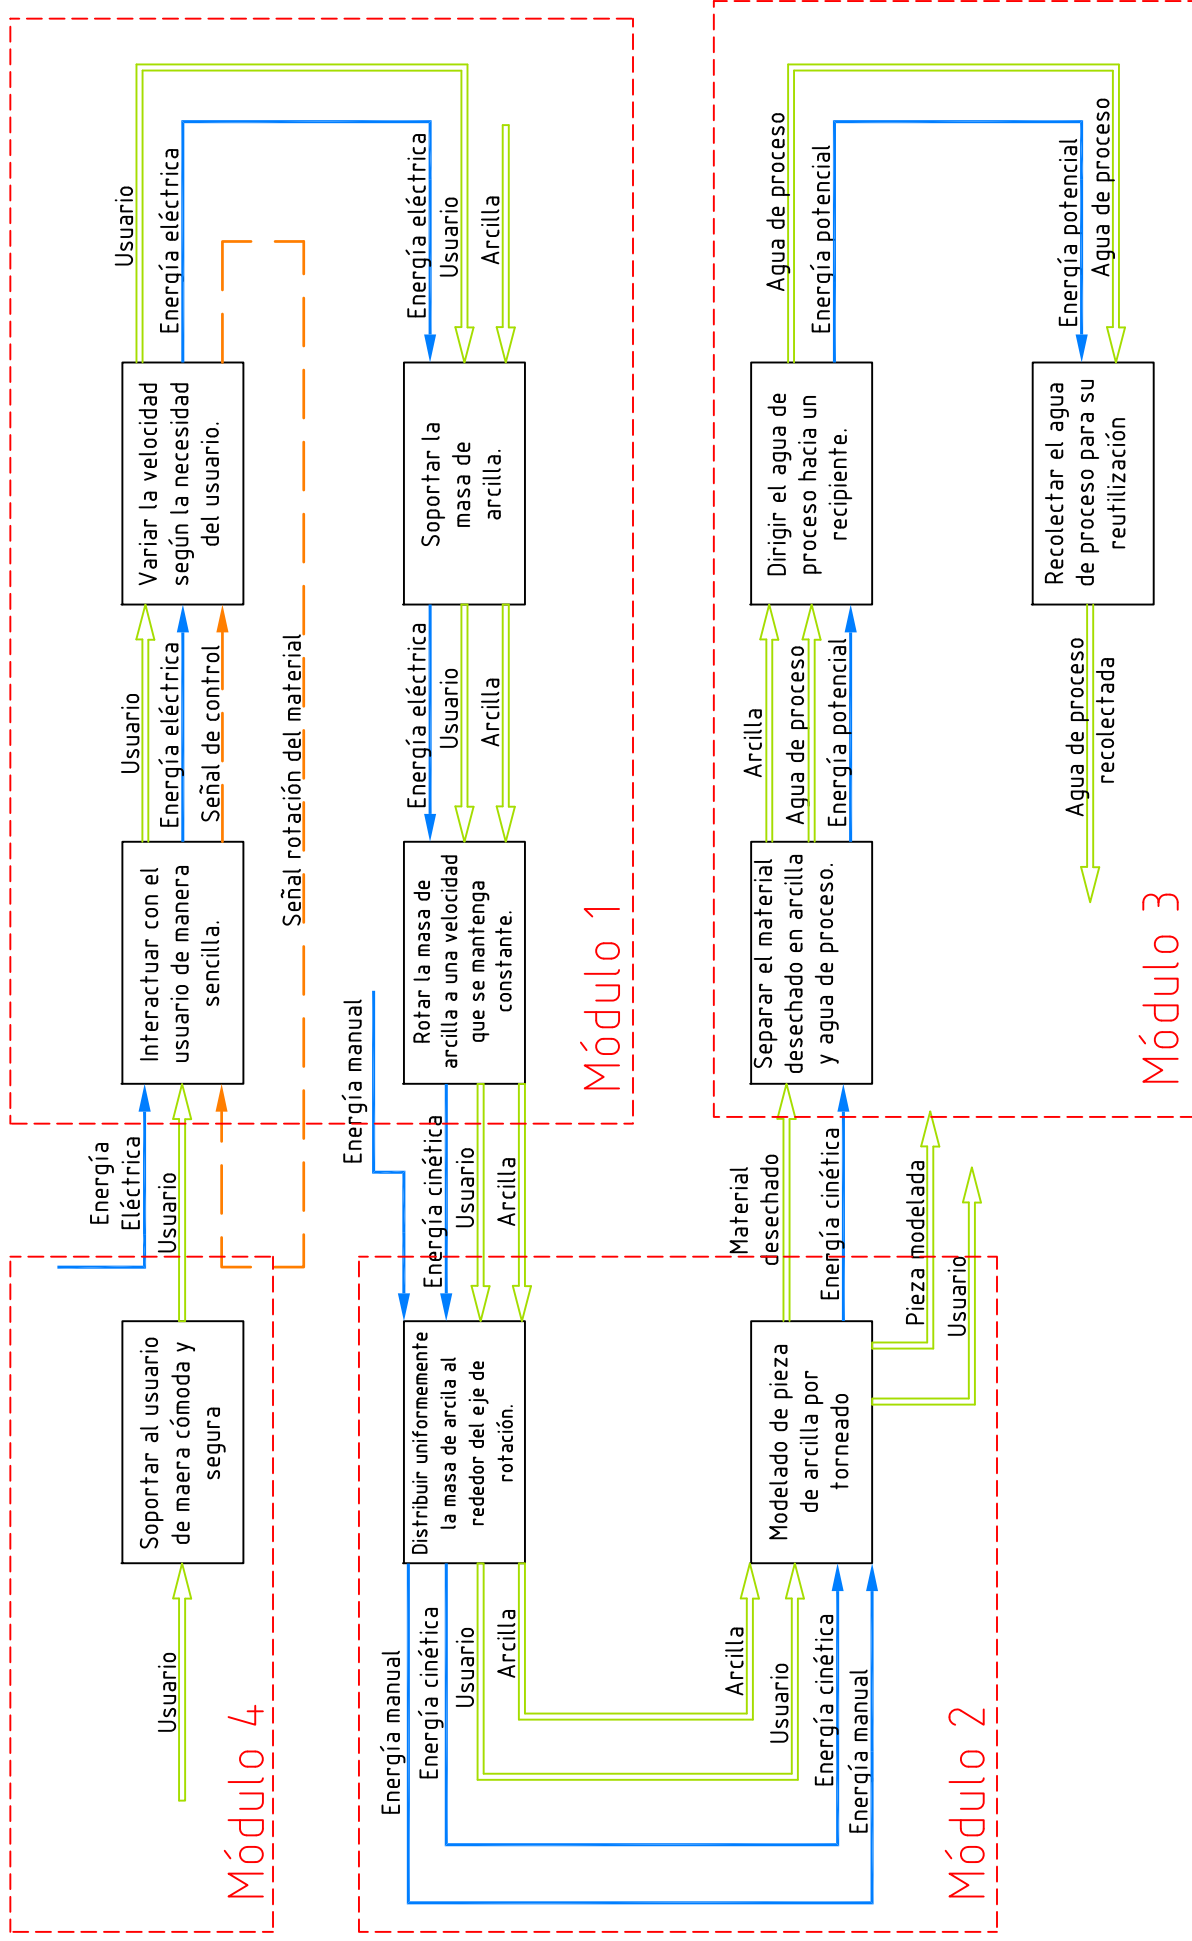 Usuario
Soportar al usuario
de maera cómoda y
segura
Módulo 4
Energía
Eléctrica
Usuario
Interactuar con el
usuario de manera
sencilla.
Usuario
Energía eléctrica
Señal de control
Señal rotación del material
Variar la velocidad
según la necesidad
del usuario.
Usuario
Energía eléctrica
Energía eléctrica
Usuario
Arcilla
Soportar la
masa de
arcilla.
Energía eléctrica
Usuario
Arcilla
Rotar la masa de
arcilla a una velocidad
que se mantenga
constante.
Módulo 1
Energía manual
Energía cinética
Usuario
Arcilla
Distribuir uniformemente
la masa de arcila al
rededor del eje de
rotación.
Energía manual
Energía cinética
Usuario
Arcilla
Arcilla
Usuario
Energía cinética
Energía manual
Modelado de pieza
de arcilla por
torneado
Módulo 2
Material
desechado
Energía cinética
Pieza modelada
Usuario
Separar el material
desechado en arcilla
y agua de proceso.
Arcilla
Agua de proceso
Energía potencial
Dirigir el agua de
proceso hacia un
recipiente.
Agua de proceso
Energía potencial
Energía potencial
Agua de proceso
Recolectar el agua
de proceso para su
reutilización
Agua de proceso
recolectada
Módulo 3